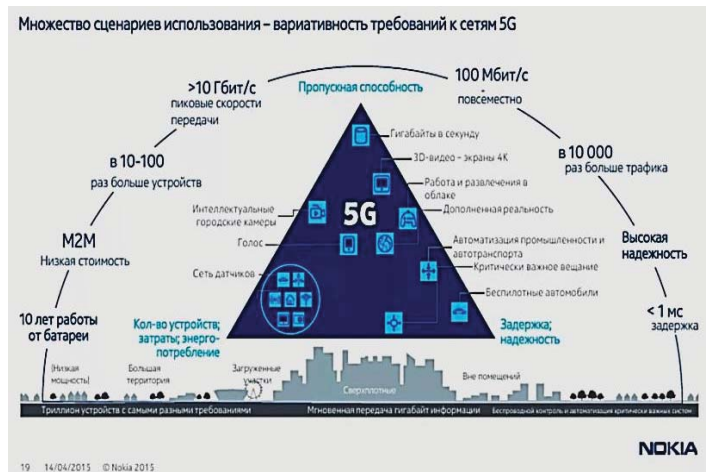 Множество сценариев использования – вариативность требований к сетям 5G
>10 Гбит/с
пиковые скорости
передачи
Пропускная способность
100 Мбит/с
повсеместно
в 10-100
раз больше устройств
в 10 000
раз больше трафика
M2M
Низкая стоимость
Высокая
надежность
10 лет работы
от батареи
< 1 мс
задержка
5G
Гигабайты в секунду
3D-видео – экраны 4K
Работа и развлечения в
облаке
Дополненная реальность
Интеллектуальные
городские камеры
Голос
Автоматизация промышленности и
автотранспорта
Критически важное вещание
Сеть датчиков
Беспилотные автомобили
Кол-во устройств;
затраты; энерго-
потребление
Задержка;
надежность
(Низкая
мощность)
Большая
территория
Загруженные
участки
Сверхплотные
Вне помещений
Триллион устройств с самыми разными требованиями
Мгновенная передача гигабайт информации
Беспроводной контроль и автоматизация критически важных систем
NOKIA
19 14/04/2015 © Nokia 2015